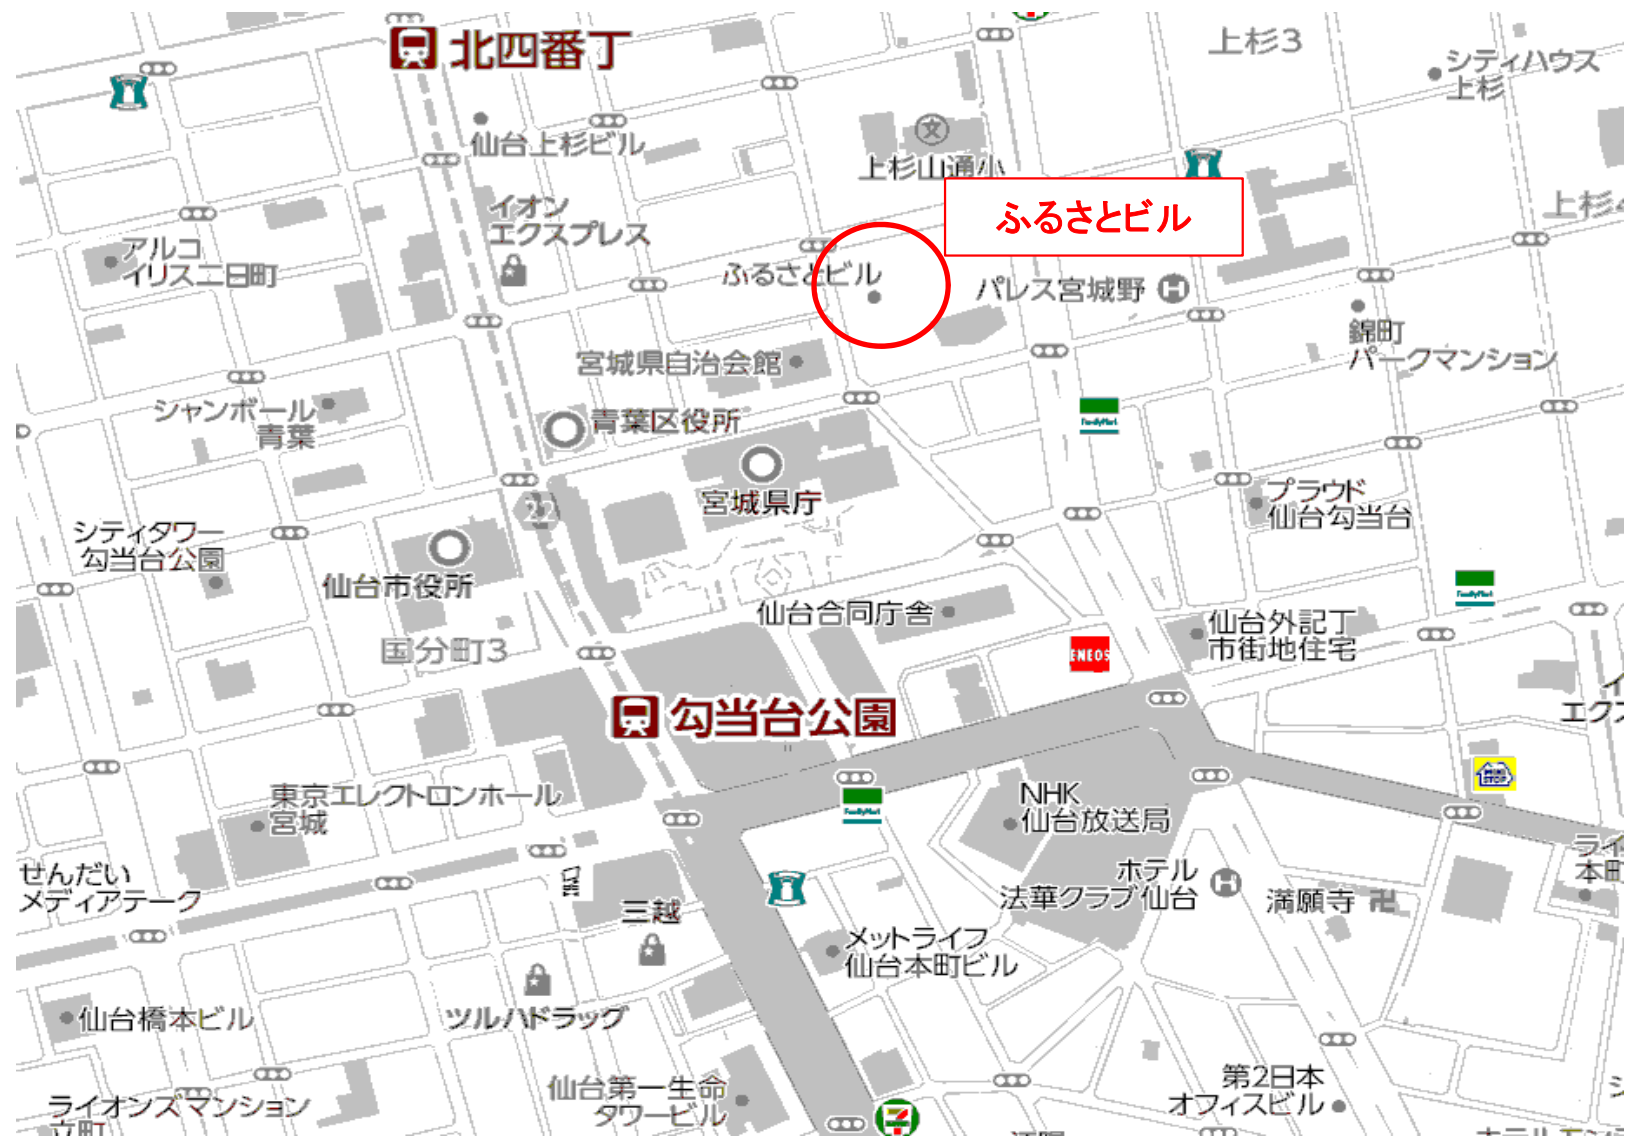 北四番丁
上杉3
シティハウス
上杉
仙台上杉ビル
上杉山通小
イオン
エクスプレス
ふるさとビル
アルコ
イリス二日町
ふるさとビル
パレス宮城野
錦町
パークマンション
宮城県自治会館
シャンボール
青葉
青葉区役所
FamilyMart
宮城県庁
プラウド
仙台勾当台
シティタワー
勾当台公園
仙台市役所
FamilyMart
仙台合同庁舎
仙台外記丁
市街地住宅
国分町3
ENEOS
勾当台公園
MINI
STOP
東京エレクトロンホール
宮城
NHK
仙台放送局
FamilyMart
せんだい
メディアテーク
ホテル
法華クラブ仙台
満願寺
三越
メットライフ
仙台本町ビル
仙台橋本ビル
ツルハドラッグ
仙台第一生命
タワービル
第2日本
オフィスビル
ライオンズマンション
立町